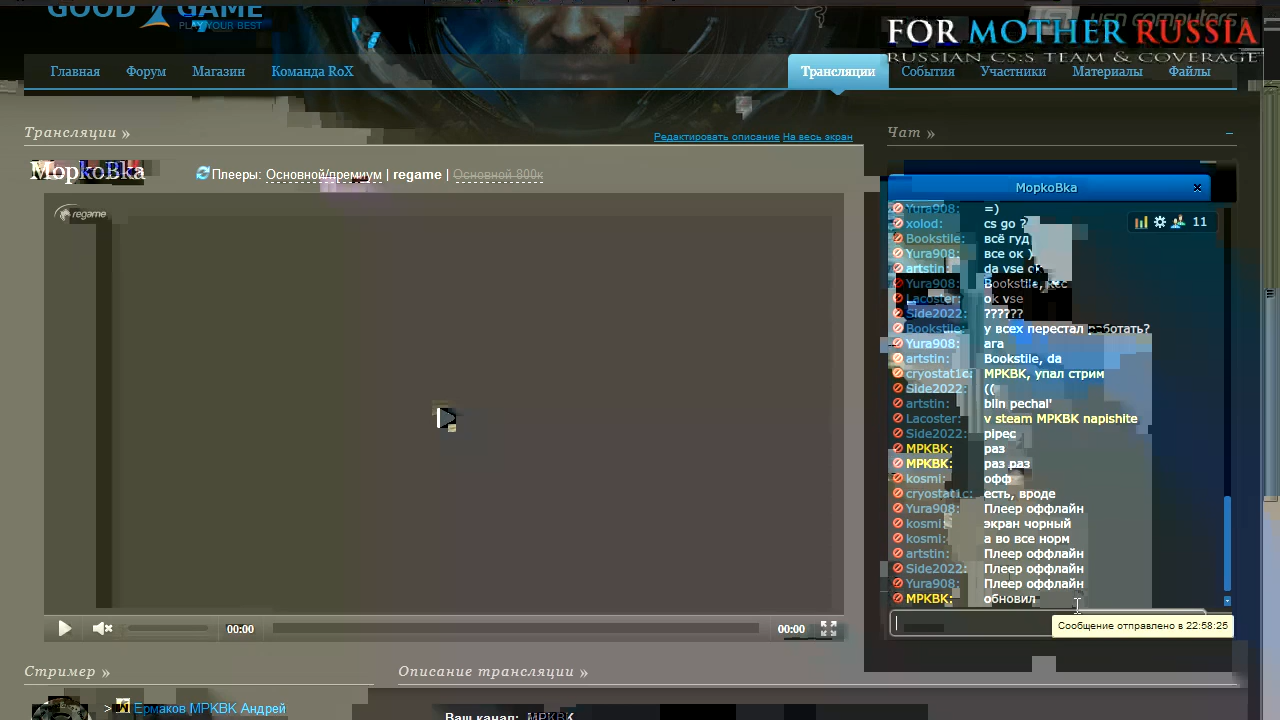 GOOD GAME
PLAY YOUR BEST
FOR MOTHER RUSSIA
RUSSIAN CS:S TEAM & COVERAGE
Главная Форум Магазин Команда RoX Трансляции События Участники Материалы Файлы
Трансляции »
Редактировать описание На весь экран
Чат »
МоркоВка
Плееры: Основной/премиум | regame | Основной 800к
regame
МоркоВка
11
Yura908: =)
xolod: cs go ?
Bookstile: всё гуд
Yura908: все ок )
artstin: da vse
Yura908: Bookstile,
Lacoster: ok vse
Side2022: ??????
Bookstile: у всех перестал работать?
Yura908: ага
artstin: Bookstile, da
cryostatic: MPKBK, упал стрим
Side2022: ((
artstin: blin pechal'
Lacoster: v steam MPKBK napishite
Side2022: pipec
MPKBK: раз
MPKBK: раз раз
kosmi: офф
cryostatic: есть, вроде
Yura908: Плеер оффлайн
kosmi: экран чорный
kosmi: а во все норм
artstin: Плеер оффлайн
Side2022: Плеер оффлайн
Yura908: Плеер оффлайн
MPKBK: обновил
Сообщение отправлено в 22:58:25
00:00 00:00
Стример »
Описание трансляции »
> Ермаков MPKBK Андрей
Ваш канал: MPKBK